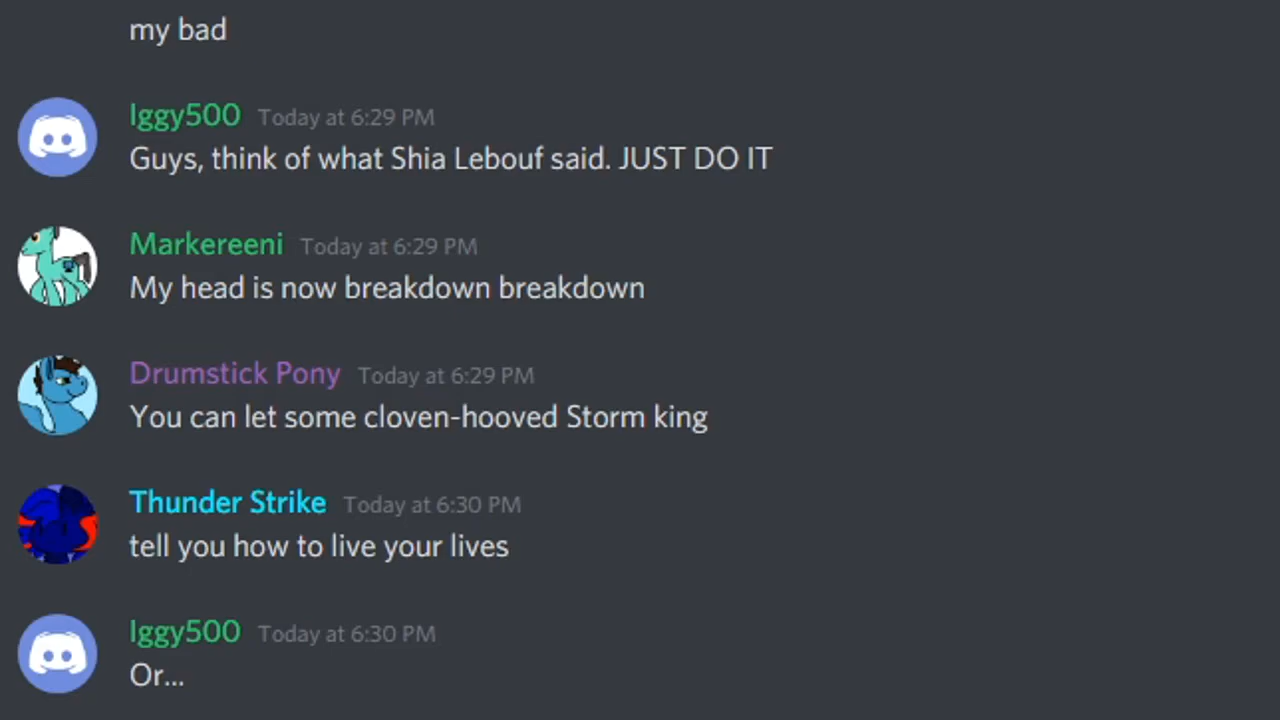 my bad
Iggy500 Today at 6:29 PM
Guys, think of what Shia Lebouf said. JUST DO IT
Markereeni Today at 6:29 PM
My head is now breakdown breakdown
Drumstick Pony Today at 6:29 PM
You can let some cloven-hooved Storm king
Thunder Strike Today at 6:30 PM
tell you how to live your lives
Iggy500 Today at 6:30 PM
Or...